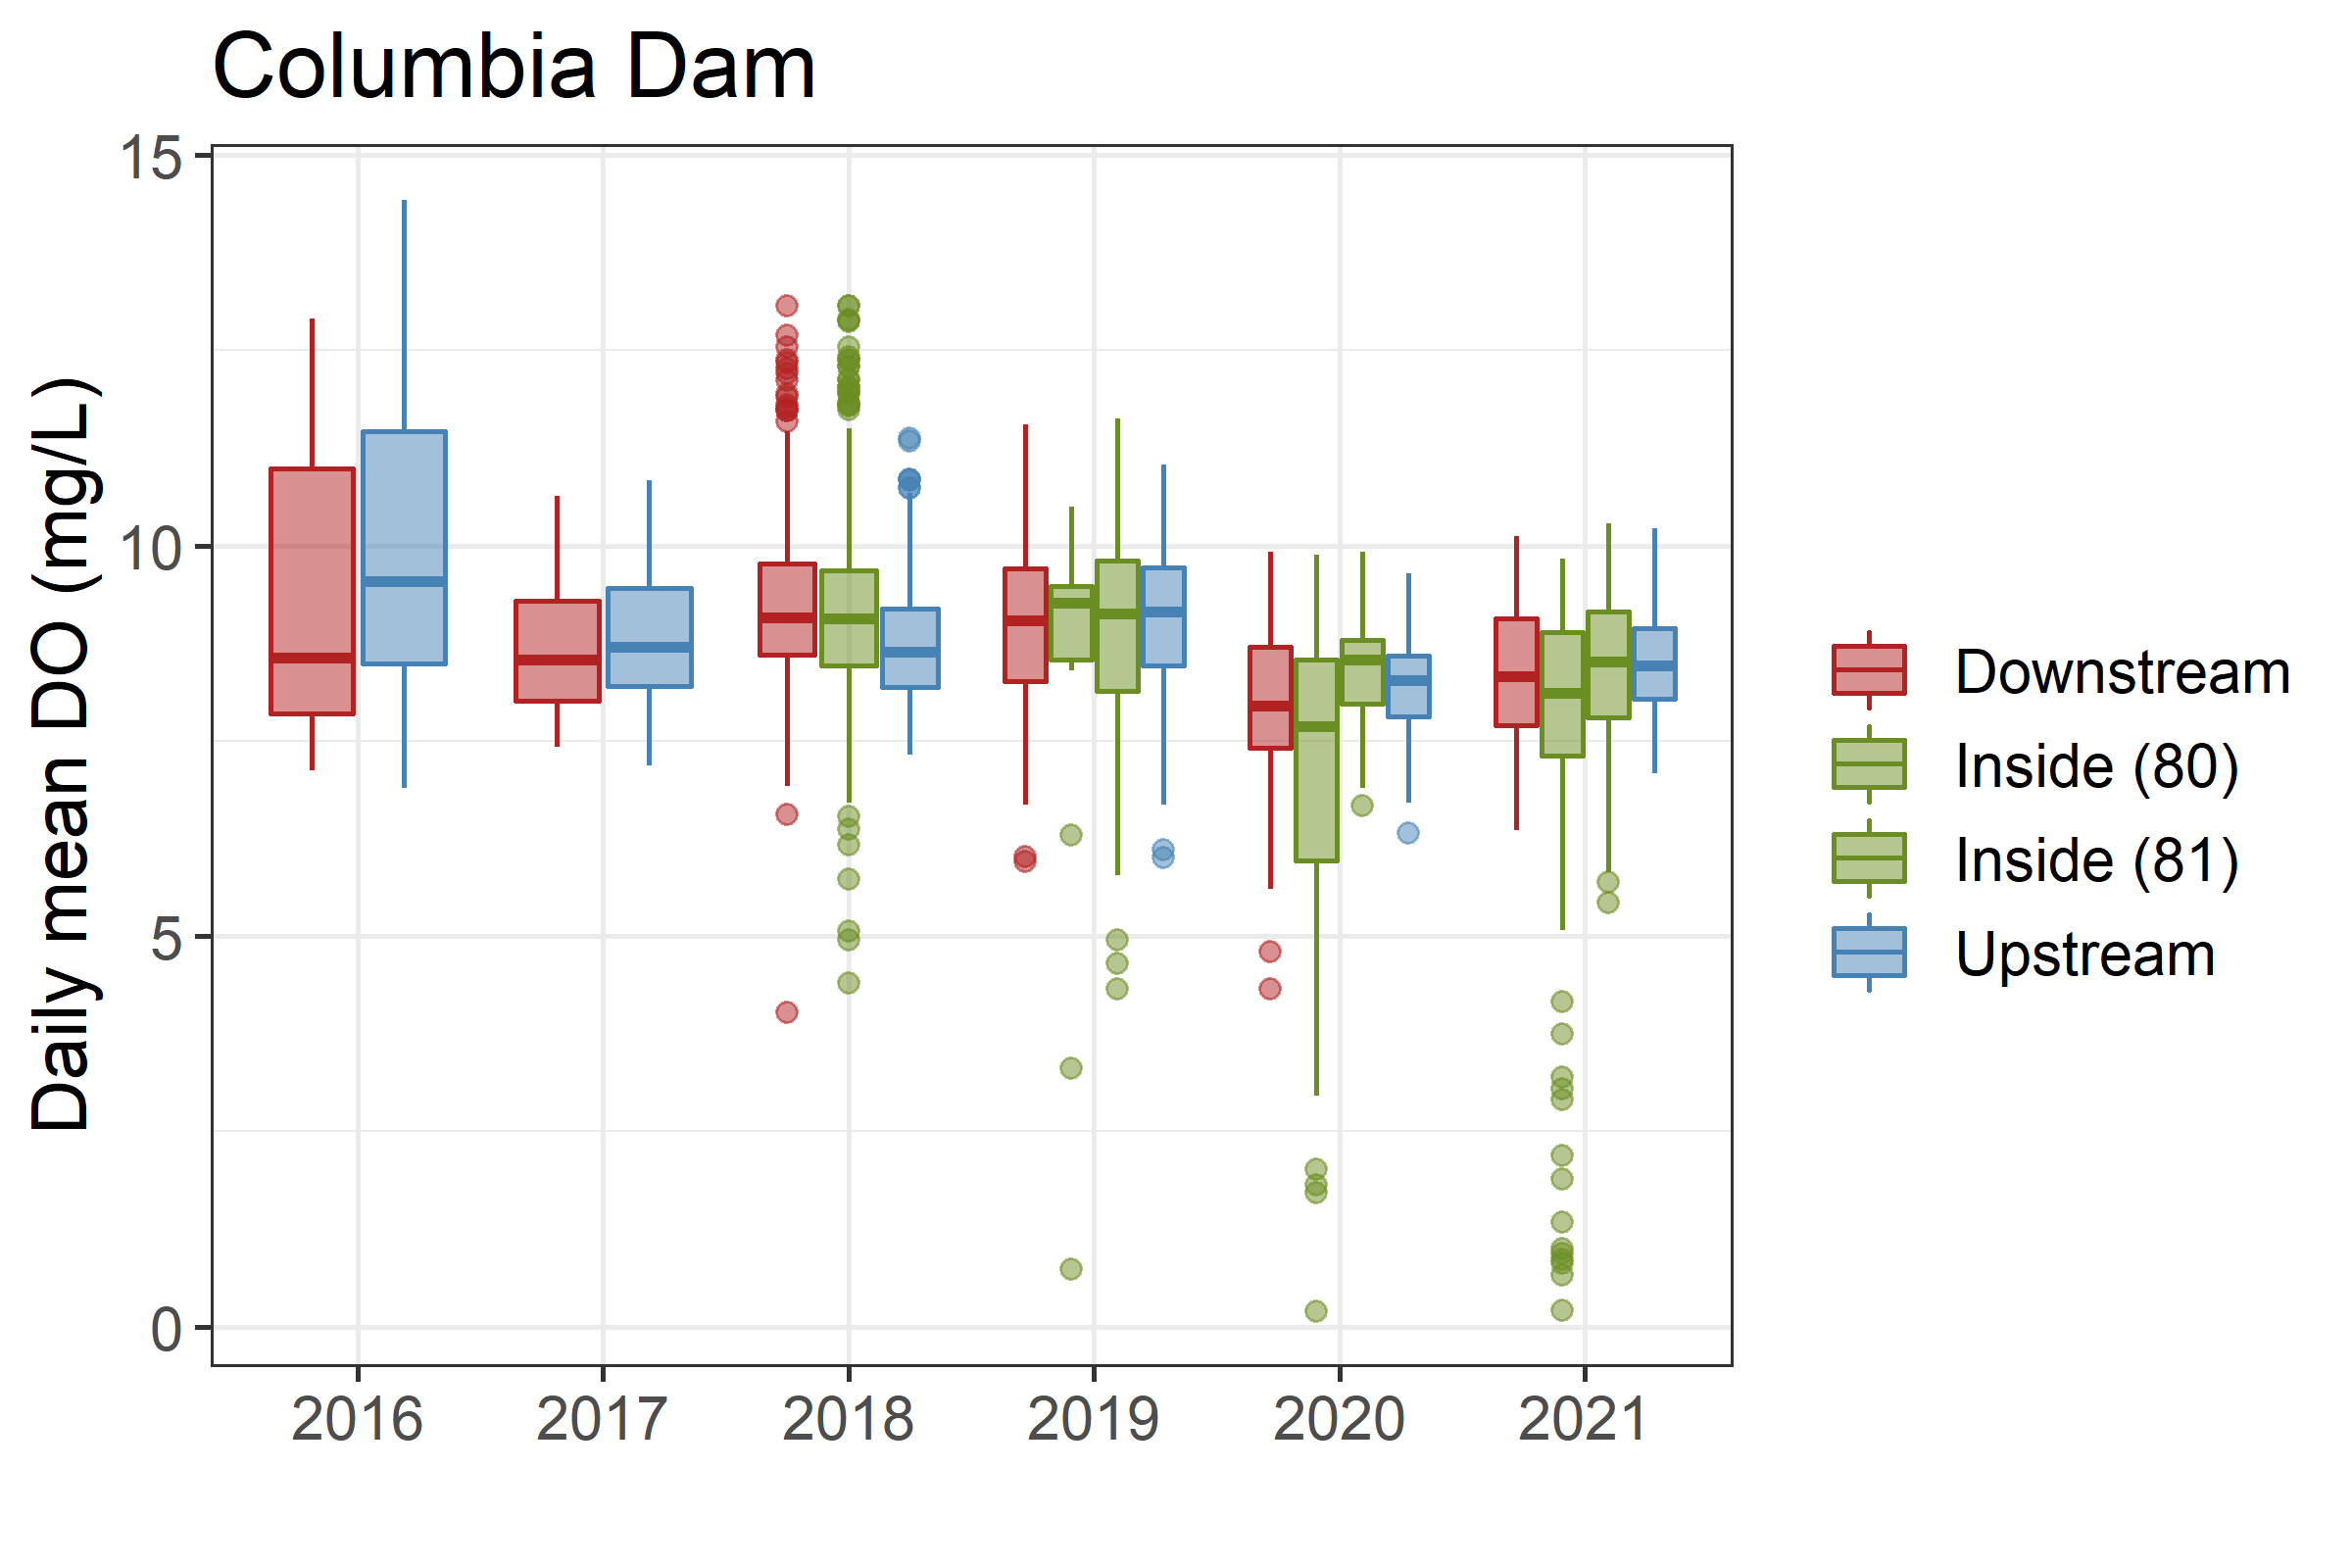 Columbia Dam
Daily mean DO (mg/L)
15
10
5
0
2016 2017 2018 2019 2020 2021
Downstream
Inside (80)
Inside (81)
Upstream